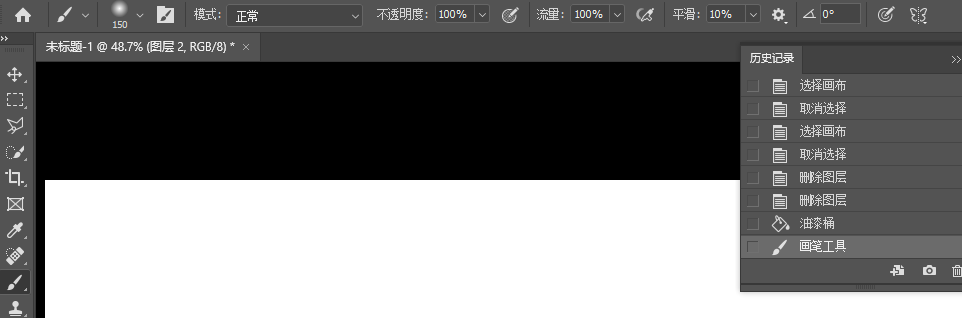 模式: 正常 不透明度: 100% 流量: 100% 平滑: 10% 0°
150
未标题-1 @ 48.7% (图层 2, RGB/8) * ×
历史记录
选择画布
取消选择
选择画布
取消选择
删除图层
删除图层
油漆桶
画笔工具